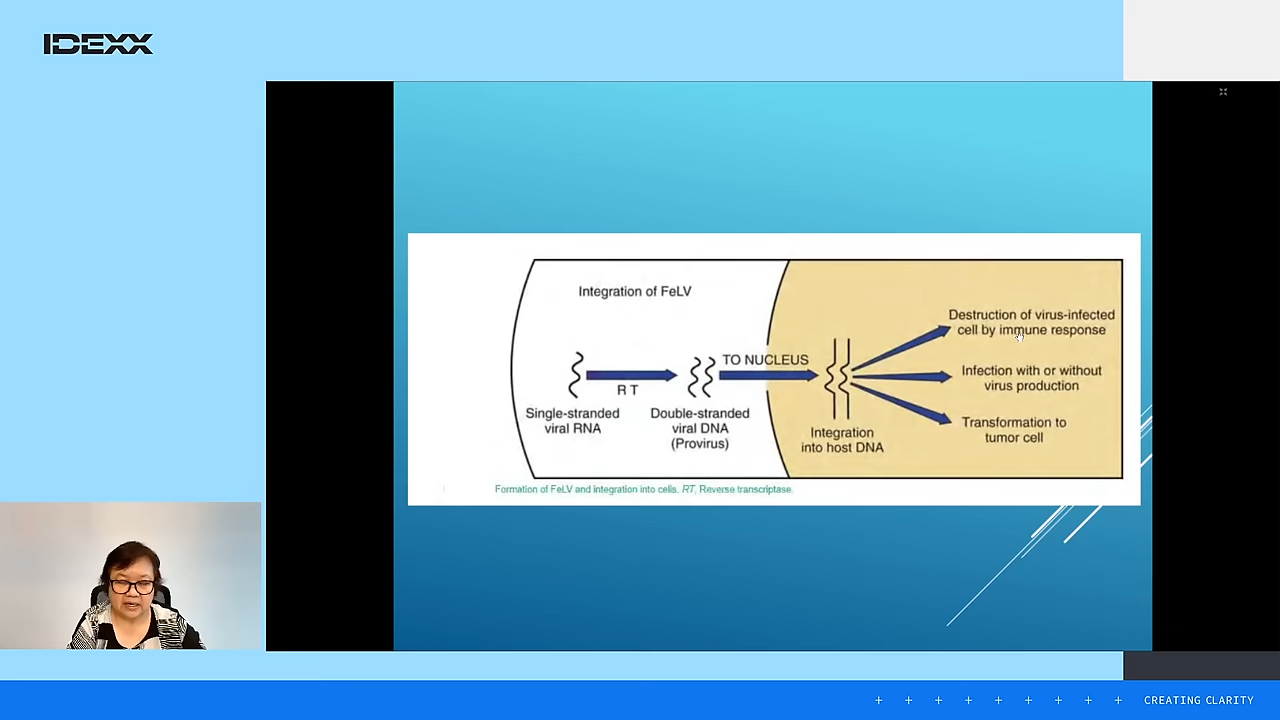 IDEXX
Integration of FeLV
Destruction of virus-infected
cell by immune response
TO NUCLEUS
R T
Infection with or without
virus production
Single-stranded
viral RNA
Double-stranded
viral DNA
(Provirus)
Integration
into host DNA
Transformation to
tumor cell
Formation of FeLV and integration into cells. RT, Reverse transcriptase.
CREATING CLARITY